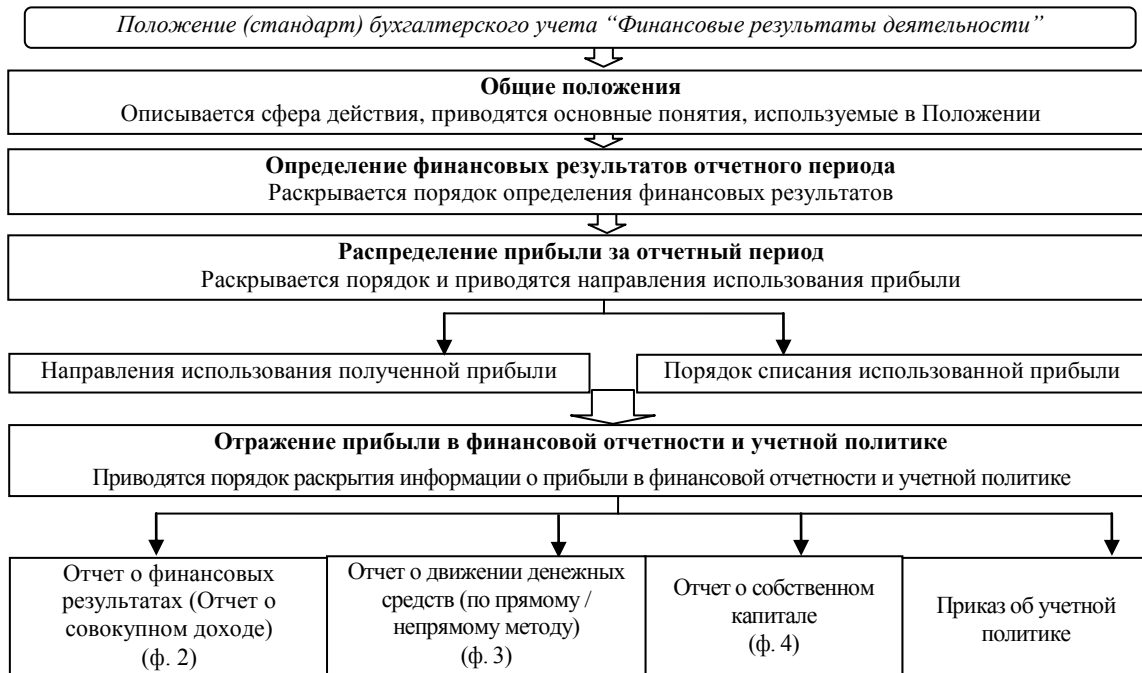 Положение (стандарт) бухгалтерского учета “Финансовые результаты деятельности”
Общие положения
Описывается сфера действия, приводятся основные понятия, используемые в Положении
Определение финансовых результатов отчетного периода
Раскрывается порядок определения финансовых результатов
Распределение прибыли за отчетный период
Раскрывается порядок и приводятся направления использования прибыли
Направления использования полученной прибыли
Порядок списания использованной прибыли
Отражение прибыли в финансовой отчетности и учетной политике
Приводятся порядок раскрытия информации о прибыли в финансовой отчетности и учетной политике
Отчет о финансовых
результатах (Отчет о
совокупном доходе)
(ф. 2)
Отчет о движении денежных
средств (по прямому /
непрямому методу)
(ф. 3)
Отчет о собственном
капитале
(ф. 4)
Приказ об учетной
политике